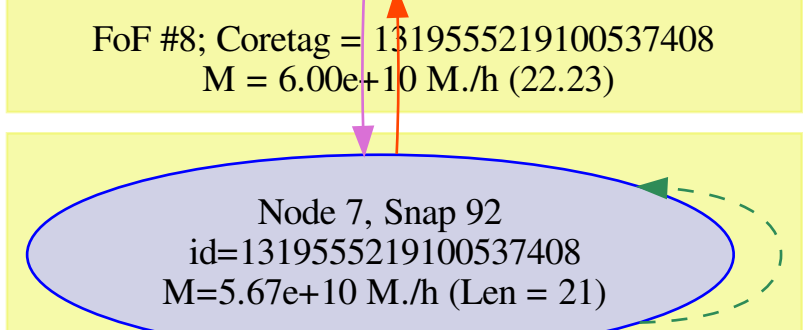 FoF #8; Coretag = 1319555219100537408
M = 6.00e+10 M./h (22.23)
Node 7, Snap 92
id=1319555219100537408
M=5.67e+10 M./h (Len = 21)